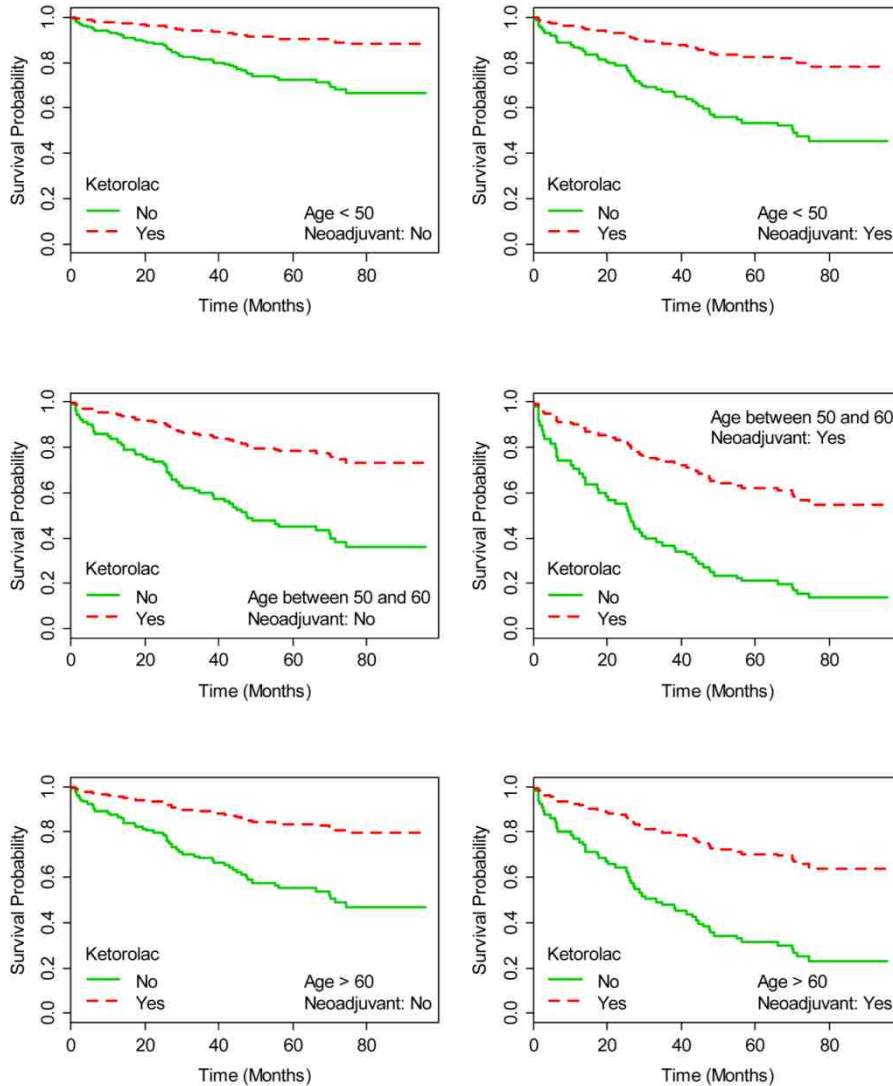 Survival Probability
1.0
0.8
0.6
0.4
0.2
0.0
Ketorolac
No
Yes
Age < 50
Neoadjuvant: No
0 20 40 60 80
Time (Months)
Survival Probability
1.0
0.8
0.6
0.4
0.2
0.0
Ketorolac
No
Yes
Age < 50
Neoadjuvant: Yes
0 20 40 60 80
Time (Months)
Survival Probability
1.0
0.8
0.6
0.4
0.2
0.0
Ketorolac
No
Yes
Age between 50 and 60
Neoadjuvant: No
0 20 40 60 80
Time (Months)
Survival Probability
1.0
0.8
0.6
0.4
0.2
0.0
Age between 50 and 60
Neoadjuvant: Yes
Ketorolac
No
Yes
0 20 40 60 80
Time (Months)
Survival Probability
1.0
0.8
0.6
0.4
0.2
0.0
Ketorolac
No
Yes
Age > 60
Neoadjuvant: No
0 20 40 60 80
Time (Months)
Survival Probability
1.0
0.8
0.6
0.4
0.2
0.0
Ketorolac
No
Yes
Age > 60
Neoadjuvant: Yes
0 20 40 60 80
Time (Months)